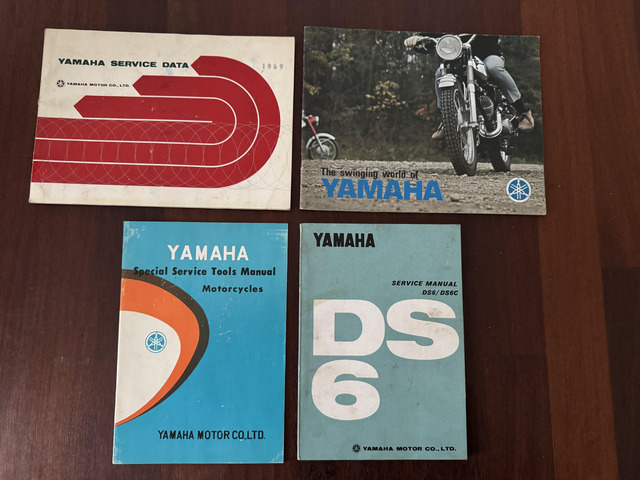 YAMAHA SERVICE DATA
1969
YAMAHA MOTOR CO., LTD.
The swinging world of
YAMAHA
YAMAHA
Special Service Tools Manual
Motorcycles
YAMAHA MOTOR CO.LTD.
YAMAHA
SERVICE MANUAL
DS6/DS6C
DS
6
YAMAHA MOTOR CO., LTD.